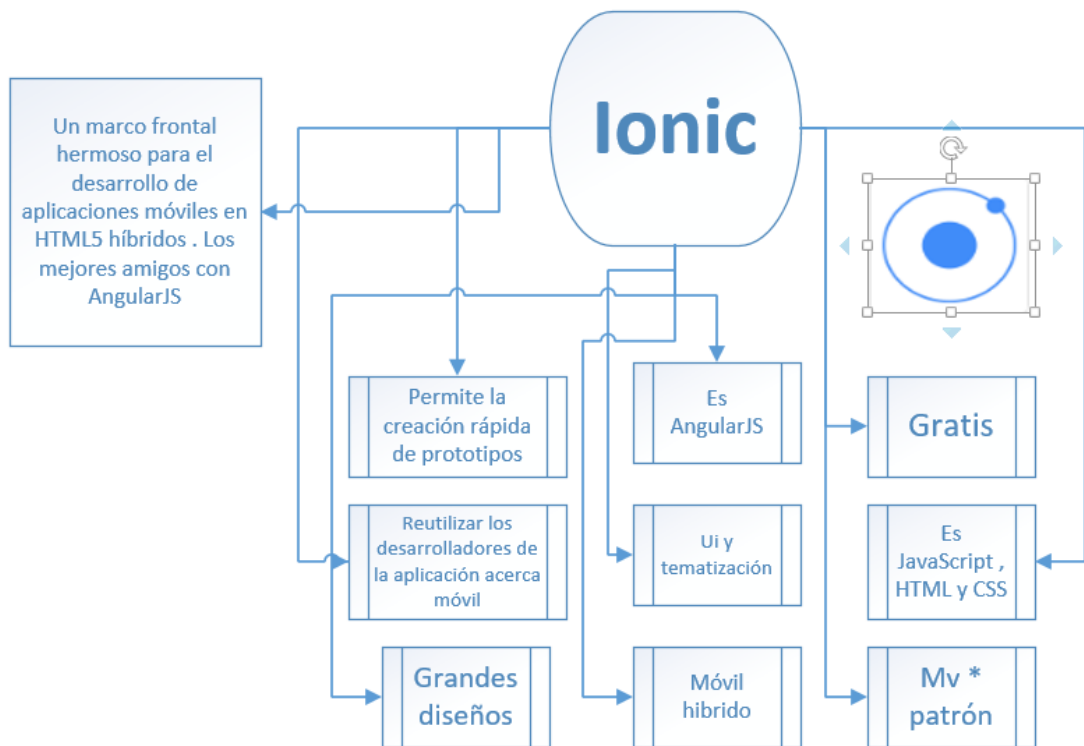 Ionic
Un marco frontal
hermoso para el
desarrollo de
aplicaciones móviles en
HTML5 híbridos . Los
mejores amigos con
AngularJS
Permite la
creación rápida
de prototipos
Es
AngularJS
Gratis
Reutilizar los
desarrolladores de
la aplicación acerca
móvil
Ui y
tematización
Es
JavaScript ,
HTML y CSS
Grandes
diseños
Móvil
hibrido
Mv *
patrón